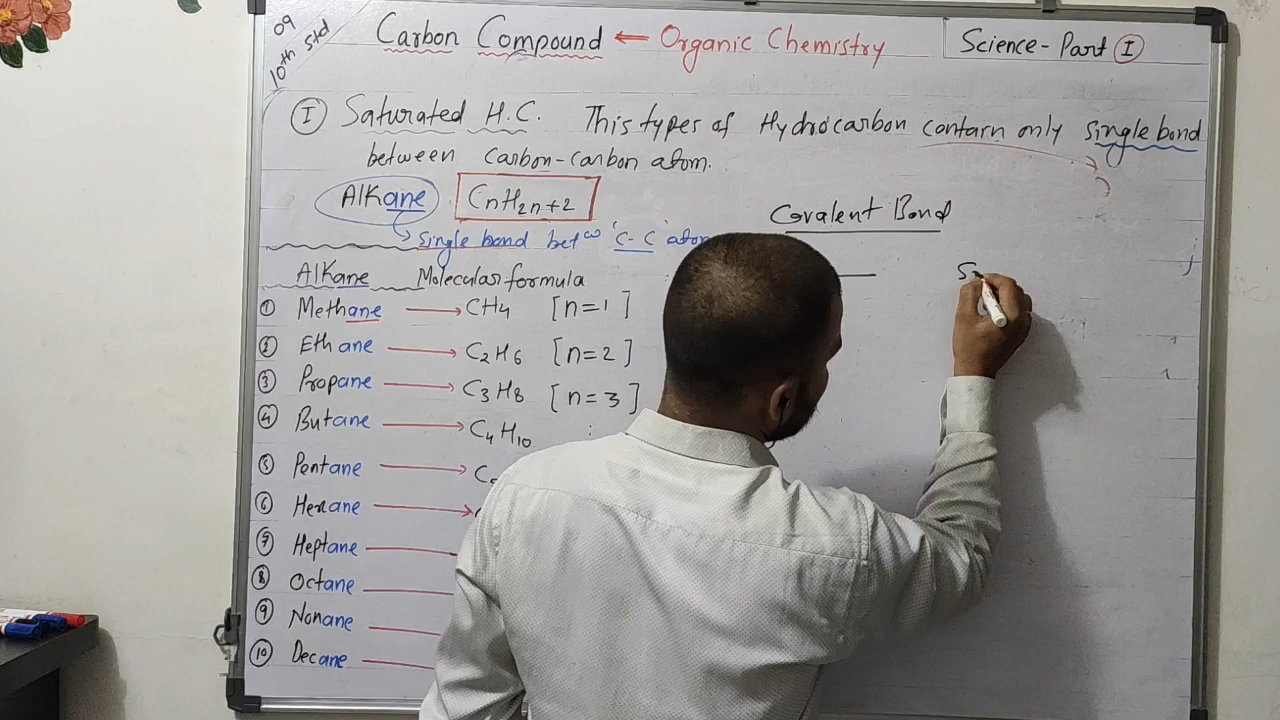 09
10th std
Carbon Compound ⇐ Organic Chemistry
Science-Part I
I Saturated H.C. This types of Hydrocarbon contain only single bond
between Carbon-carbon atom.
Alkane CnH2n+2
Covalent Bond
Single bond betn 'C-C' atom
Alkane Molecular formula
1 Methane → CH4 [n=1]
2 Ethane → C2H6 [n=2]
3 Propane → C3H8 [n=3]
4 Butane → C4H10 :
5 Pentane → C
6 Hexane →
7 Heptane
8 Octane
9 Nonane
10 Decane
S